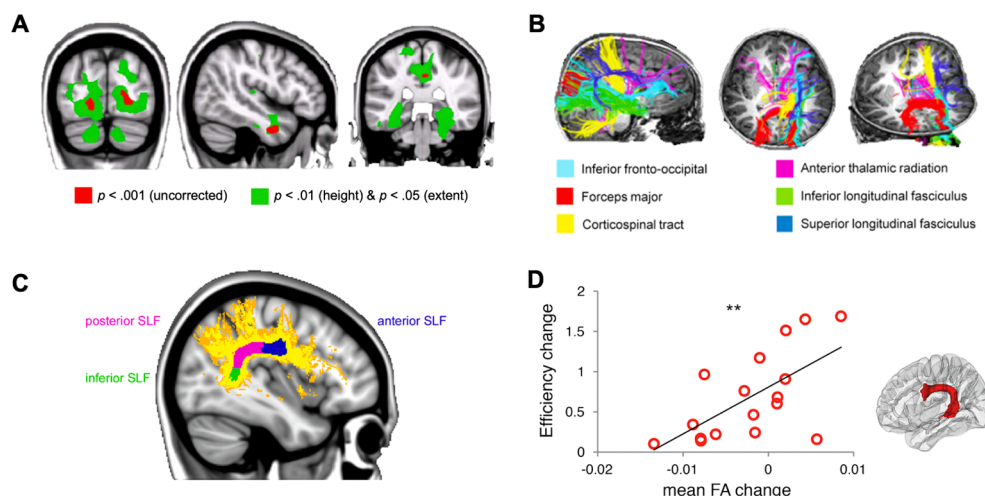 A
p < .001 (uncorrected)
p < .01 (height) & p < .05 (extent)
B
Inferior fronto-occipital
Anterior thalamic radiation
Forceps major
Inferior longitudinal fasciculus
Corticospinal tract
Superior longitudinal fasciculus
C
posterior SLF
anterior SLF
inferior SLF
D
**
Efficiency change
2
1.5
1
0.5
0
-0.02
-0.01
0
0.01
mean FA change